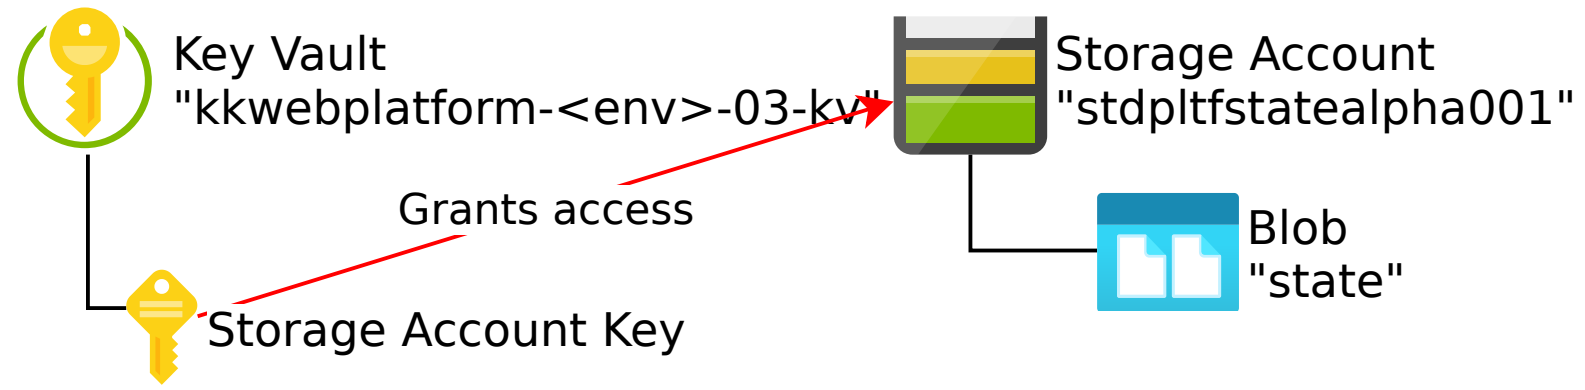 Key Vault
"kkwebplatform-<env>-03-kv"
Storage Account
"stdpltfstatealpha001"
Grants access
Blob
"state"
Storage Account Key